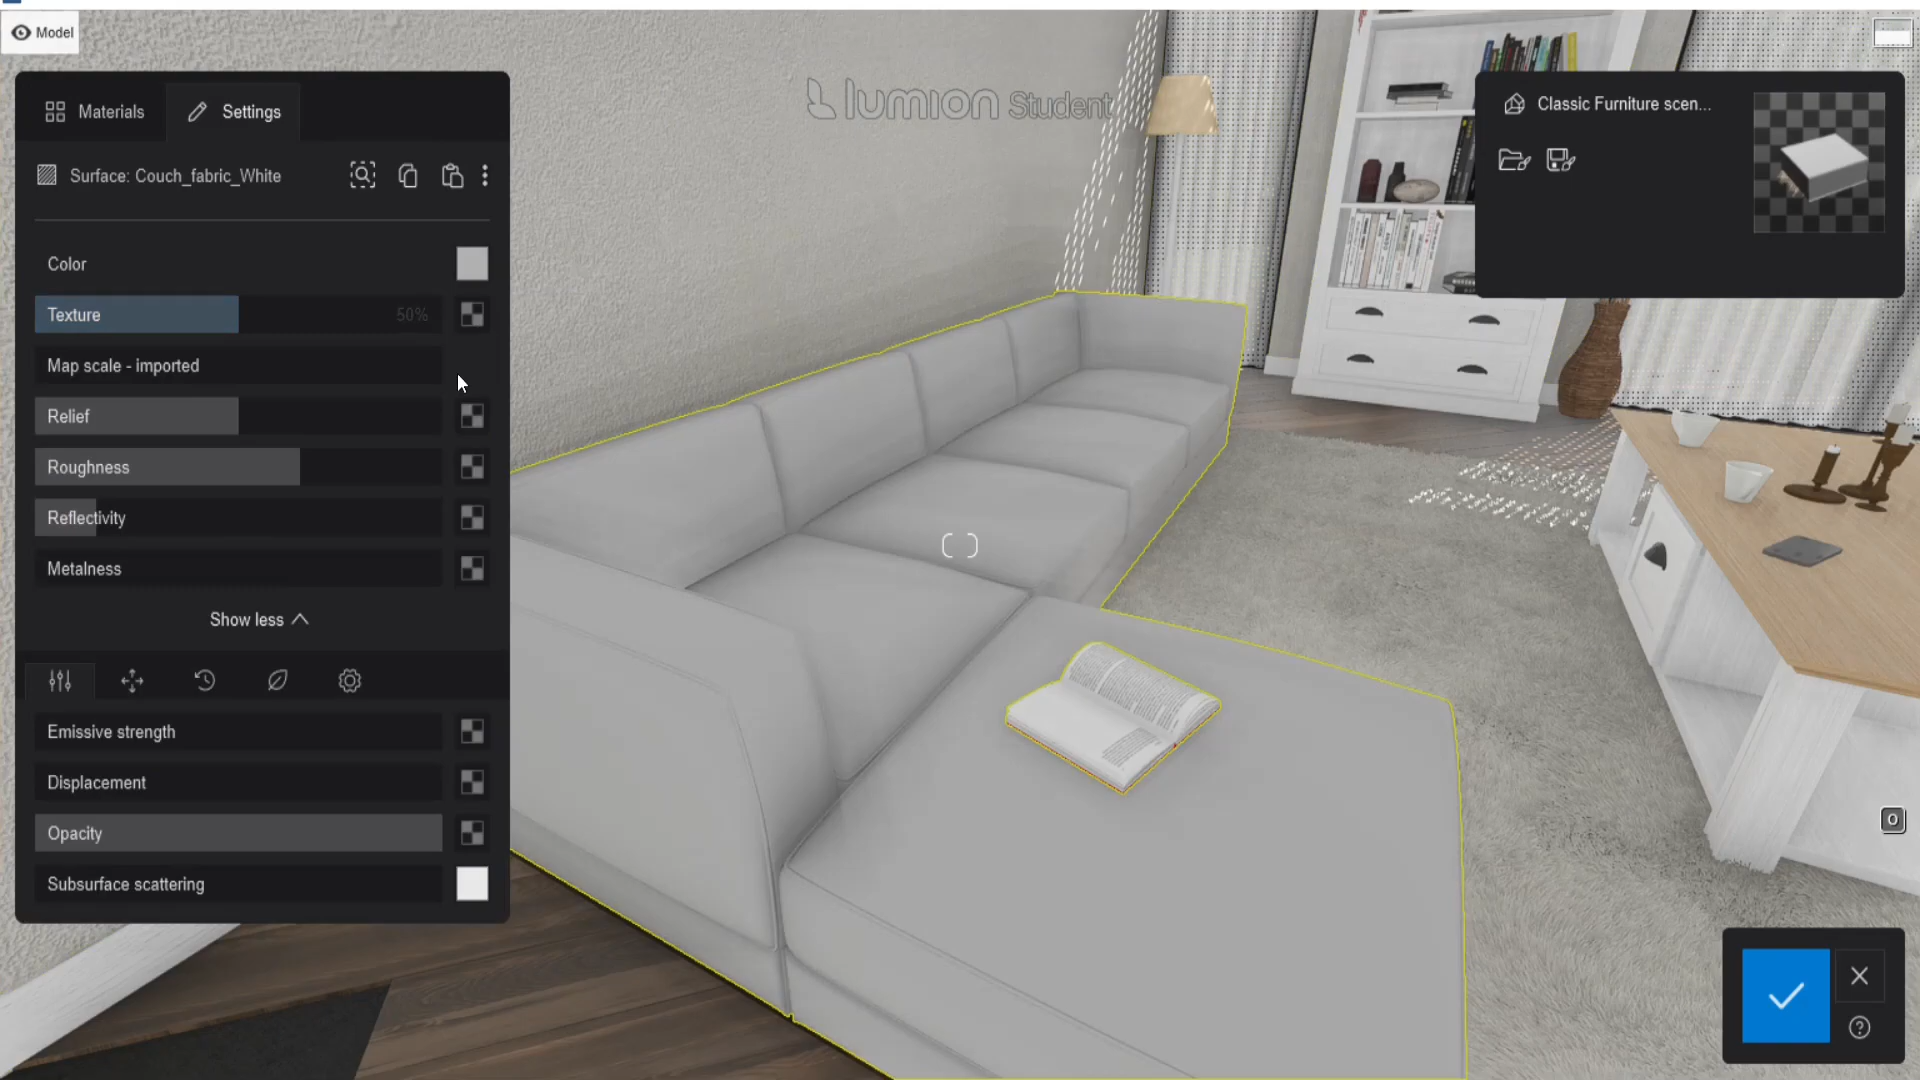 Model
Materials
Settings
lumion Student
Classic Furniture scen...
Surface: Couch_fabric_White
Color
Texture
50%
Map scale - imported
Relief
Roughness
Reflectivity
Metalness
Show less
Emissive strength
Displacement
Opacity
Subsurface scattering
O